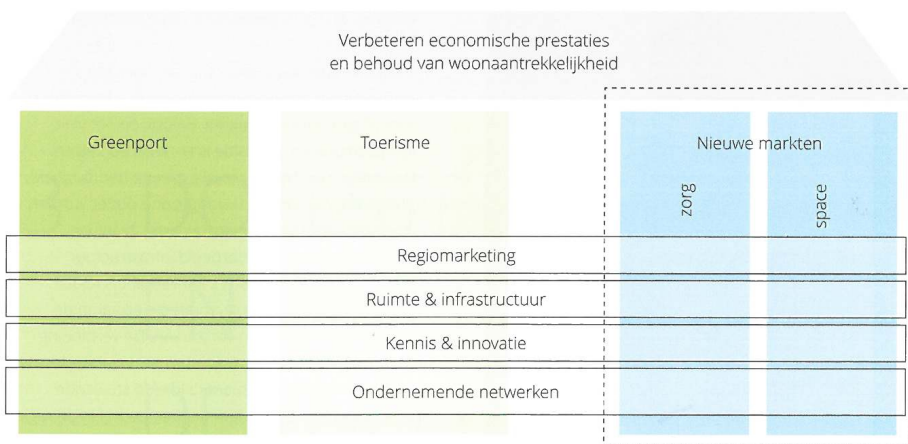 Verbeteren economische prestaties
en behoud van woonaantrekkelijkheid
Greenport
Toerisme
Nieuwe markten
zorg
space
Regiomarketing
Ruimte & infrastructuur
Kennis & innovatie
Ondernemende netwerken